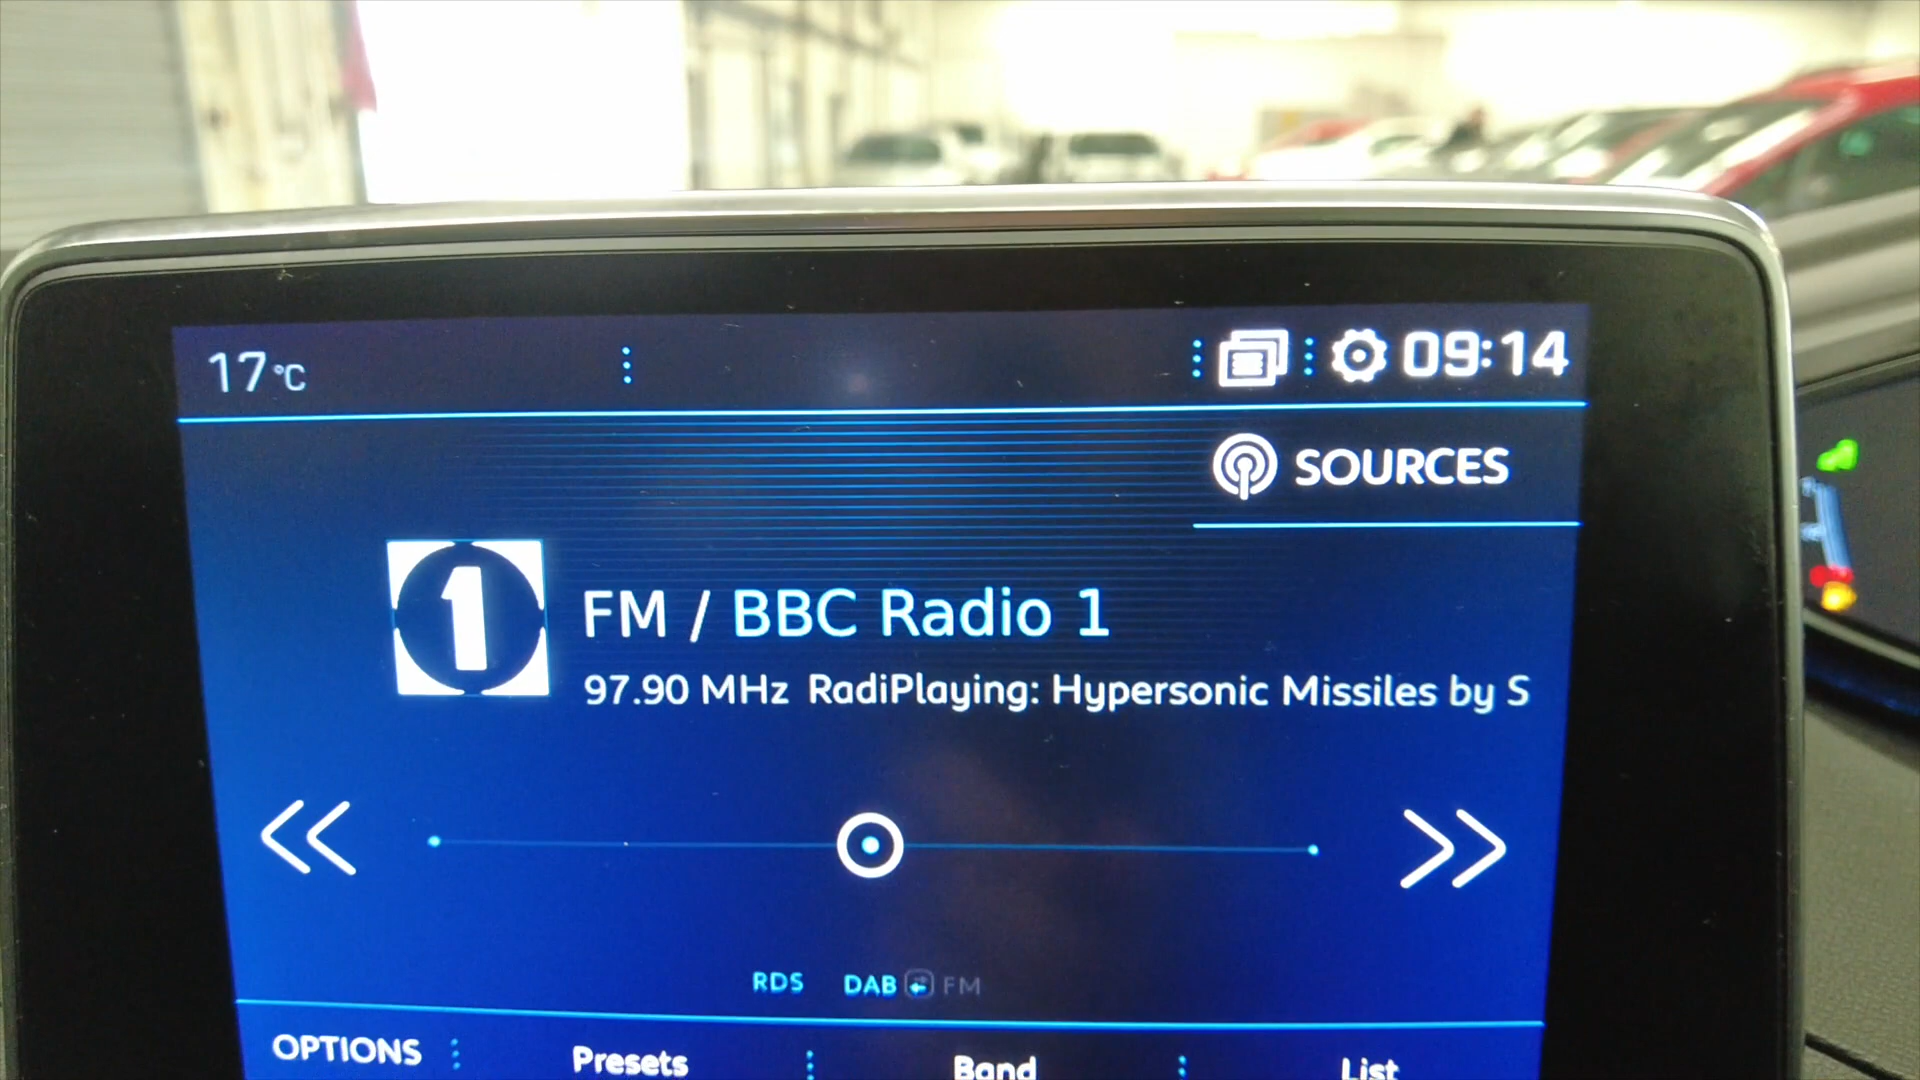 17°C
09:14
SOURCES
1
FM / BBC Radio 1
97.90 MHz RadiPlaying: Hypersonic Missiles by S
RDS DAB FM
OPTIONS Presets Band List